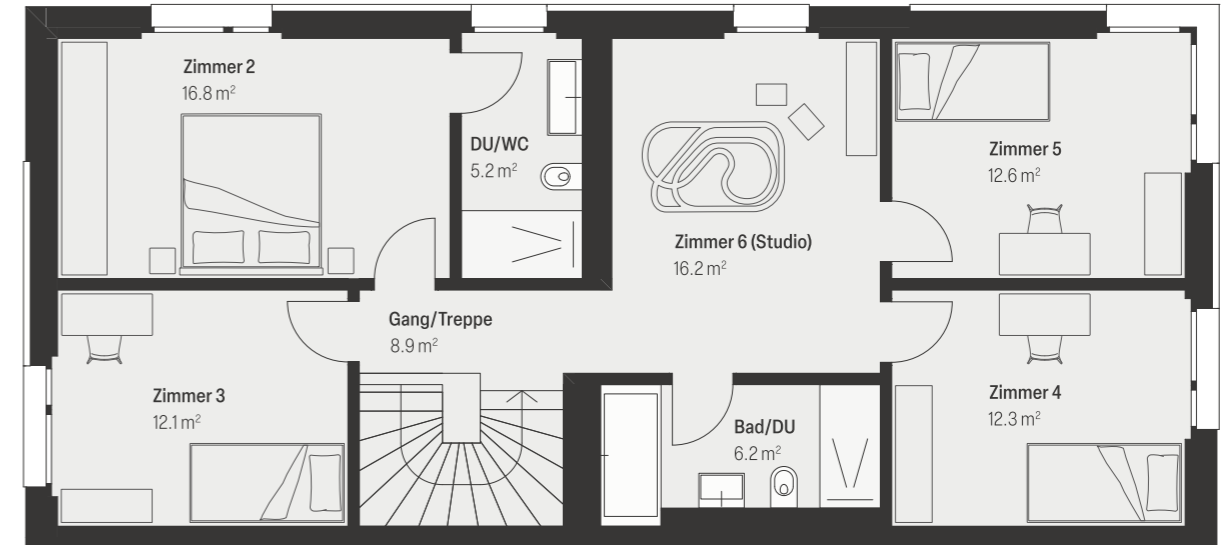 Zimmer 2
16.8 m²
DU/WC
5.2 m²
Zimmer 6 (Studio)
16.2 m²
Zimmer 5
12.6 m²
Gang/Treppe
8.9 m²
Zimmer 3
12.1 m²
Bad/DU
6.2 m²
Zimmer 4
12.3 m²